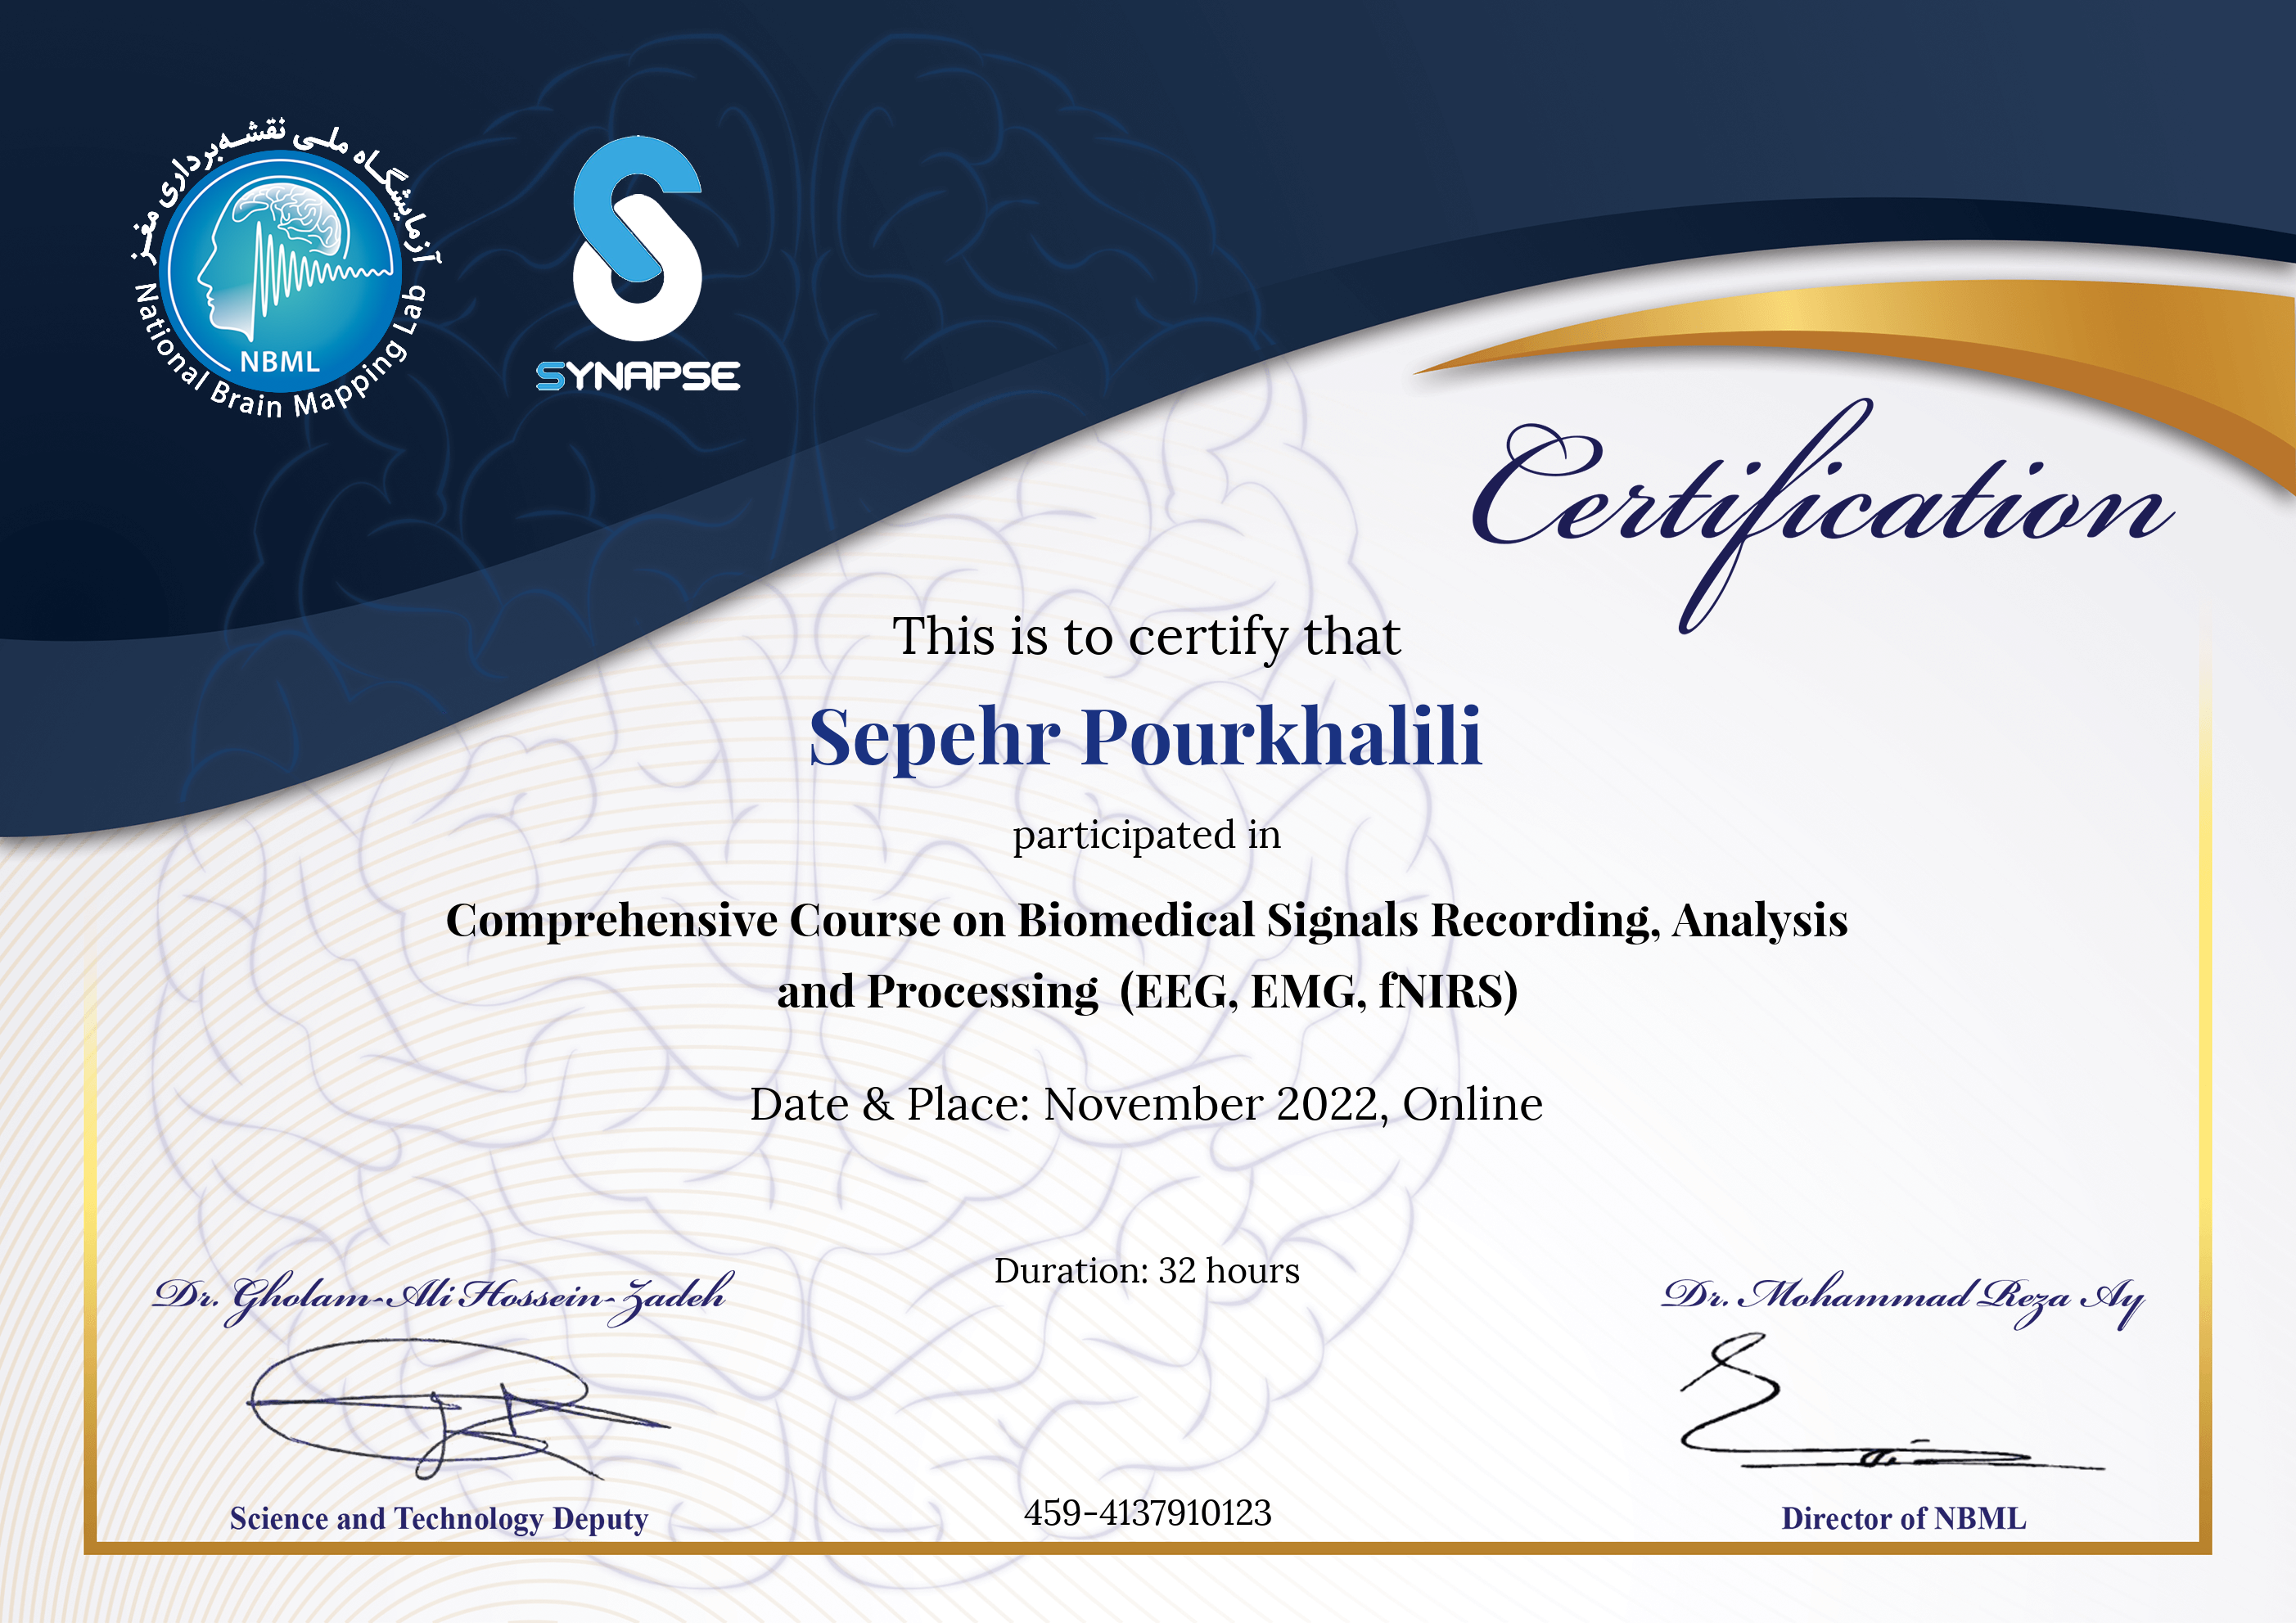 آزمایشگاه ملی نقشه‌برداری مغز
NBML
National Brain Mapping Lab
SYNAPSE
Certification
This is to certify that
Sepehr Pourkhalili
participated in
Comprehensive Course on Biomedical Signals Recording, Analysis
and Processing (EEG, EMG, fNIRS)
Date & Place: November 2022, Online
Duration: 32 hours
Dr. Gholam-Ali Hossein-Zadeh
Dr. Mohammad Reza Ay
Science and Technology Deputy
459-4137910123
Director of NBML